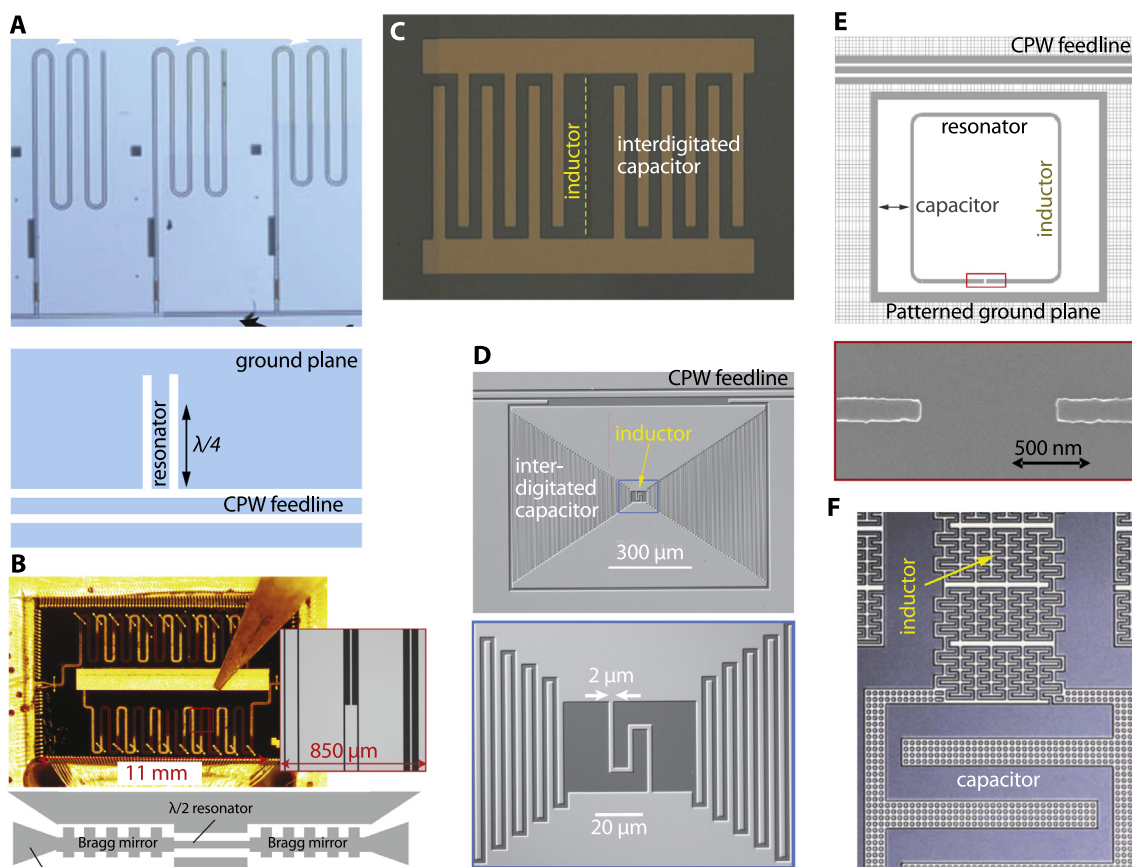 A
ground plane
resonator
λ/4
CPW feedline
B
11 mm
850 µm
λ/2 resonator
Bragg mirror
Bragg mirror
C
inductor
interdigitated
capacitor
D
CPW feedline
inductor
inter-
digitated
capacitor
300 µm
2 µm
20 µm
E
CPW feedline
resonator
capacitor
inductor
Patterned ground plane
500 nm
F
inductor
capacitor